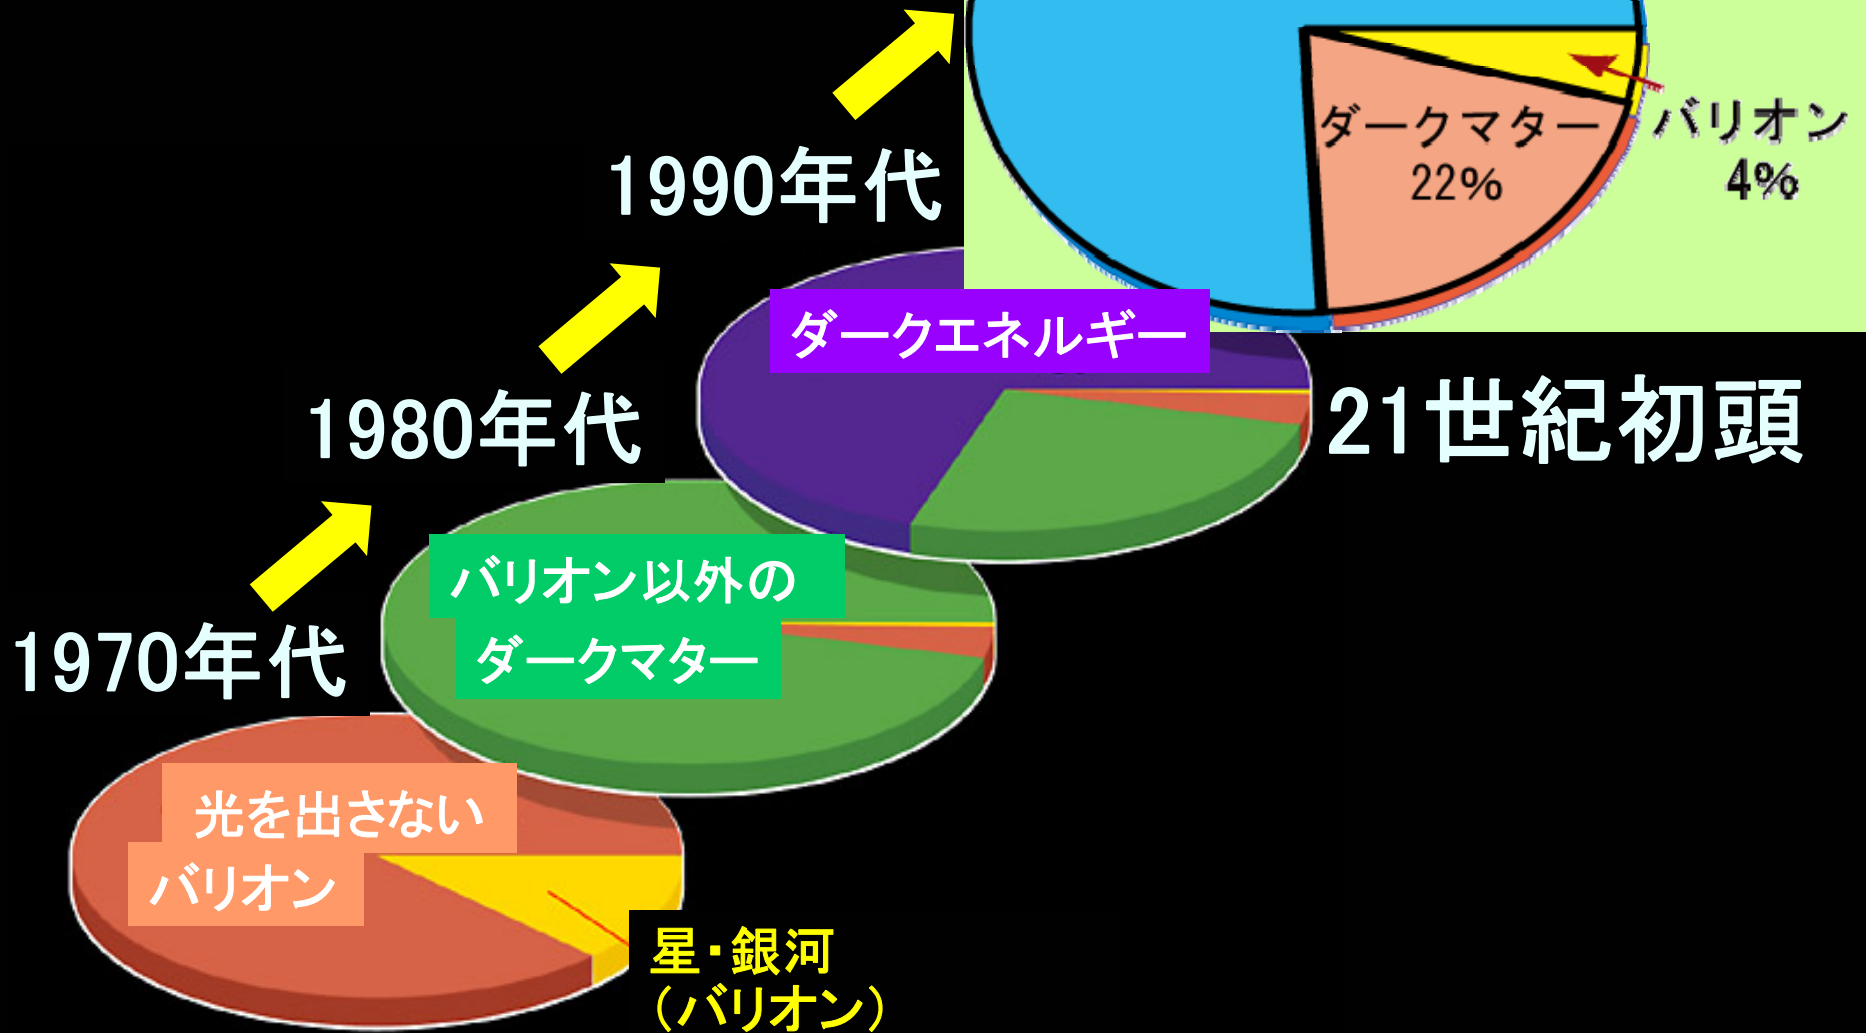 ダークマター
22%
バリオン
4%
1990年代
ダークエネルギー
21世紀初頭
1980年代
バリオン以外の
ダークマター
1970年代
光を出さない
バリオン
星・銀河
（バリオン）